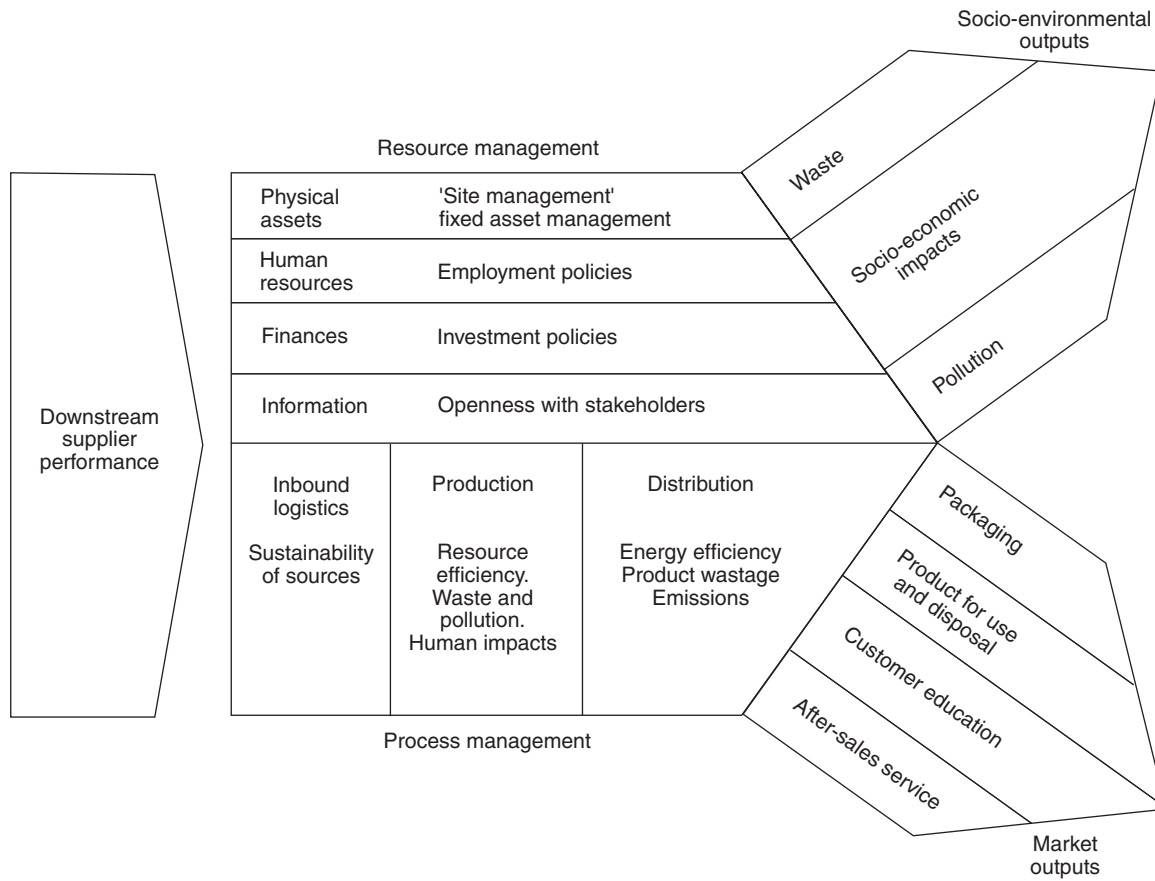 Socio-environmental
outputs
Resource management
Waste
Physical
assets
'Site management'
fixed asset management
Socio-economic
impacts
Human
resources
Employment policies
Finances
Investment policies
Pollution
Information
Openness with stakeholders
Downstream
supplier
performance
Inbound
logistics
Sustainability
of sources
Production
Resource
efficiency.
Waste and
pollution.
Human impacts
Distribution
Energy efficiency
Product wastage
Emissions
Packaging
Product for use
and disposal
Customer education
After-sales service
Process management
Market
outputs